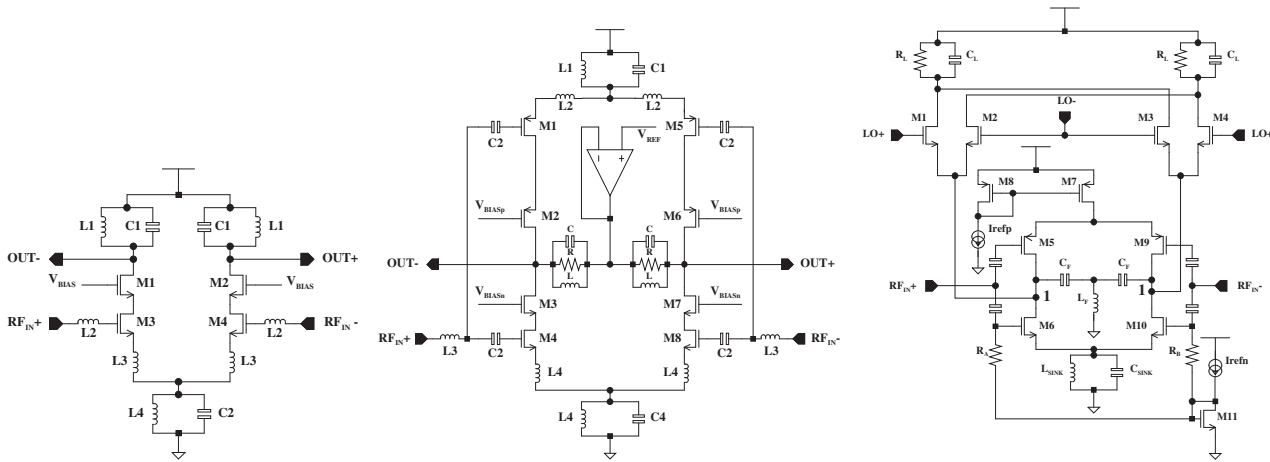 L1
C1
C1
L1
OUT-
OUT+
V_BIAS
M1
M2
V_BIAS
RF_IN+
L2
M3
M4
L2
RF_IN -
L3
L3
L4
C2
L1
C1
L2
L2
C2
M1
M5
C2
- +
V_REF
V_BIASp
M2
M6
V_BIASp
C
R
L
C
R
L
OUT-
OUT+
V_BIASn
M3
M7
V_BIASn
RF_IN+
L3
C2
M4
M8
C2
L3
RF_IN-
L4
L4
L4
C4
R_L
C_L
R_L
C_L
LO+
M1
M2
LO-
M3
M4
LO+
M8
M7
Irefp
M5
M9
C_F
C_F
RF_IN+
1
L_F
1
RF_IN-
M6
M10
R_A
R_B
Irefn
L_SINK
C_SINK
M11